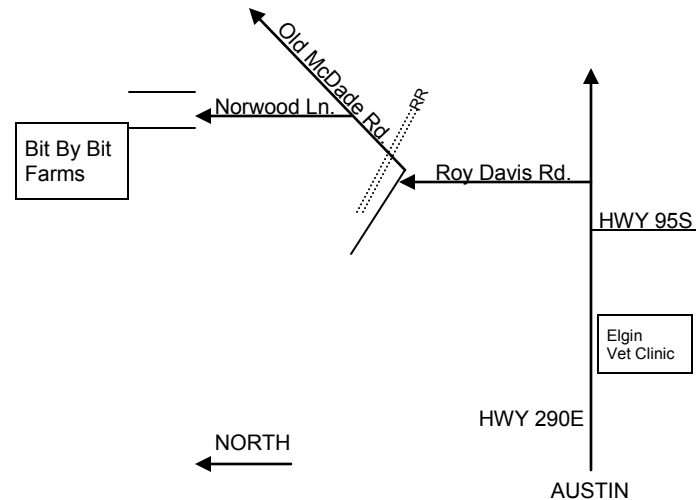 Old McDade Rd.
RR
Norwood Ln.
Bit By Bit
Farms
Roy Davis Rd.
HWY 95S
Elgin
Vet Clinic
HWY 290E
NORTH
AUSTIN